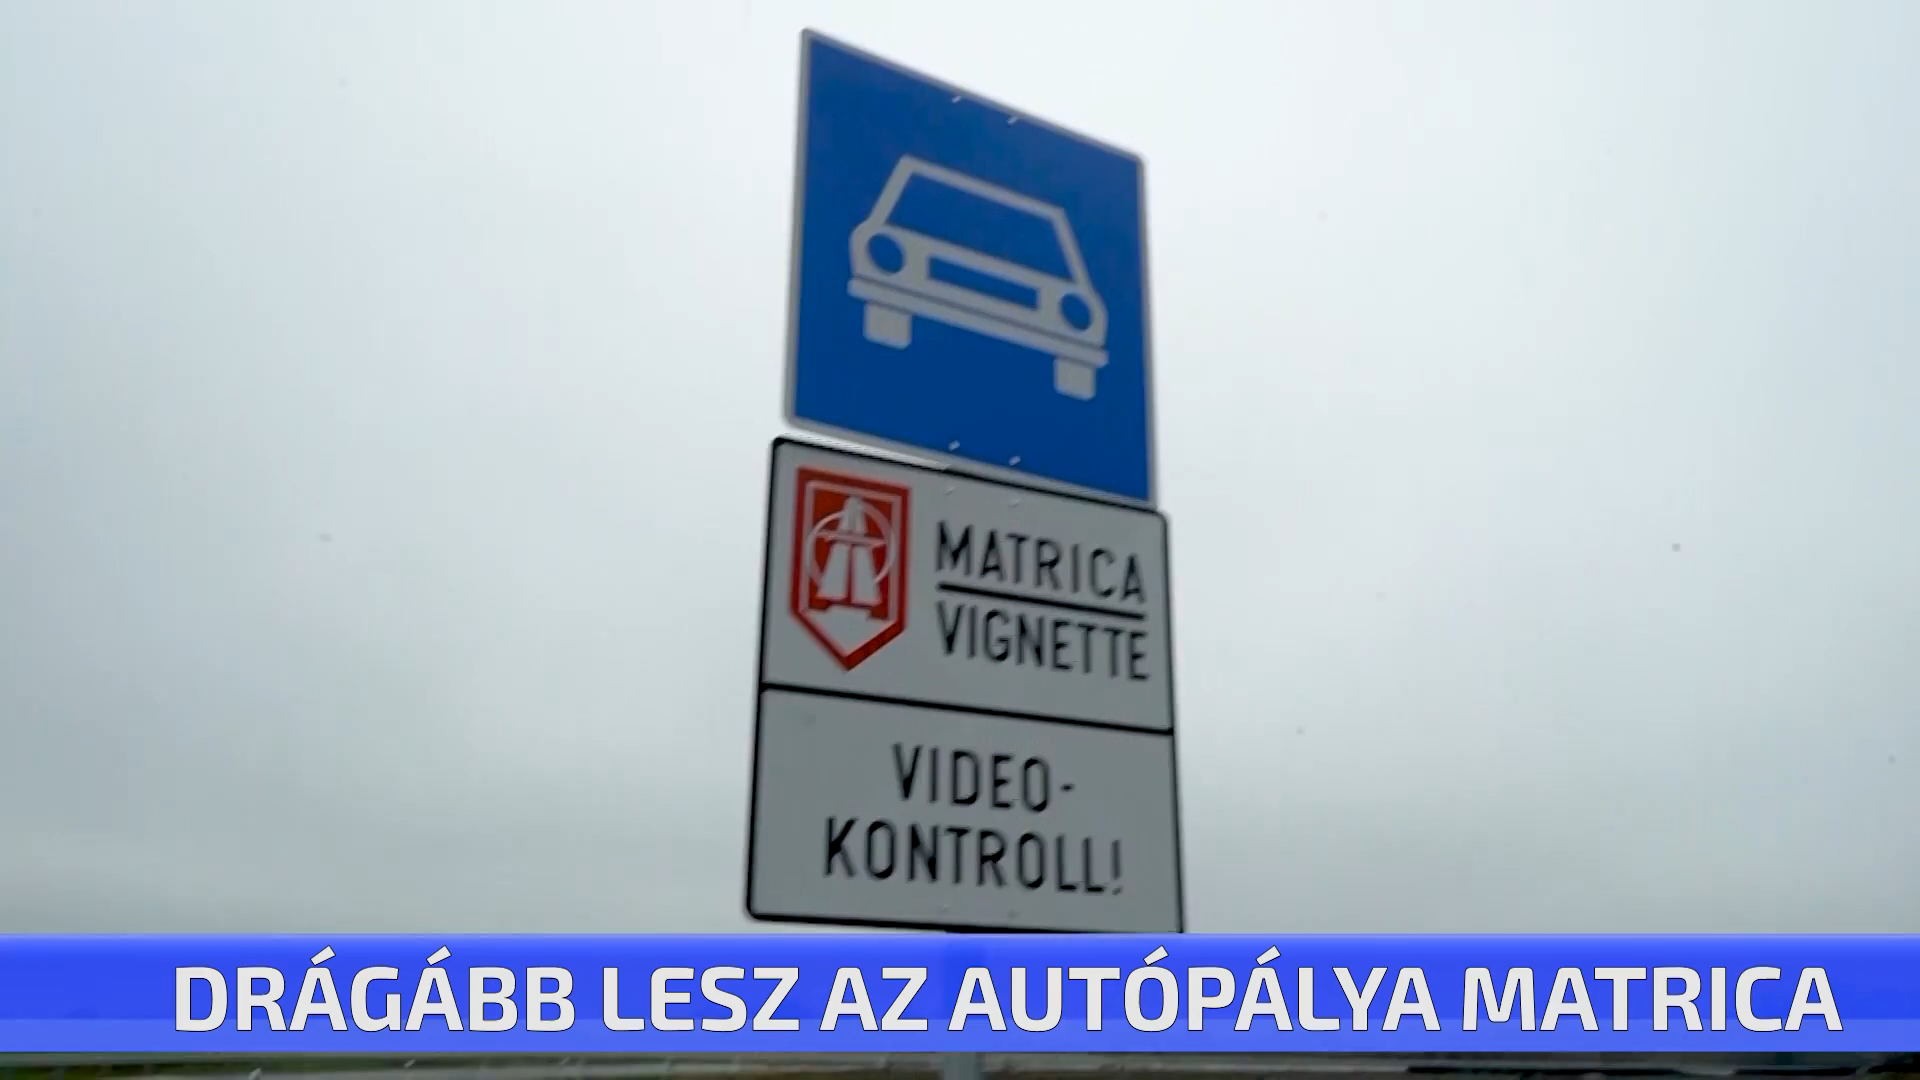 MATRICA
VIGNETTE
VIDEO-
KONTROLL!
DRÁGÁBB LESZ AZ AUTÓPÁLYA MATRICA